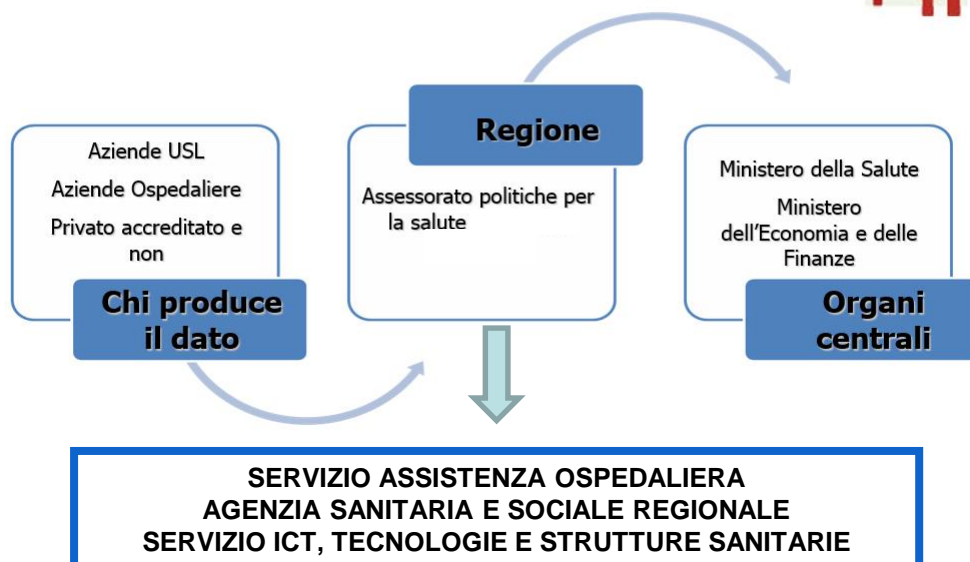 Aziende USL
Aziende Ospedaliere
Privato accreditato e
non
Chi produce
il dato
Regione
Assessorato politiche per
la salute
Ministero della Salute
Ministero
dell'Economia e delle
Finanze
Organi
centrali
SERVIZIO ASSISTENZA OSPEDALIERA
AGENZIA SANITARIA E SOCIALE REGIONALE
SERVIZIO ICT, TECNOLOGIE E STRUTTURE SANITARIE